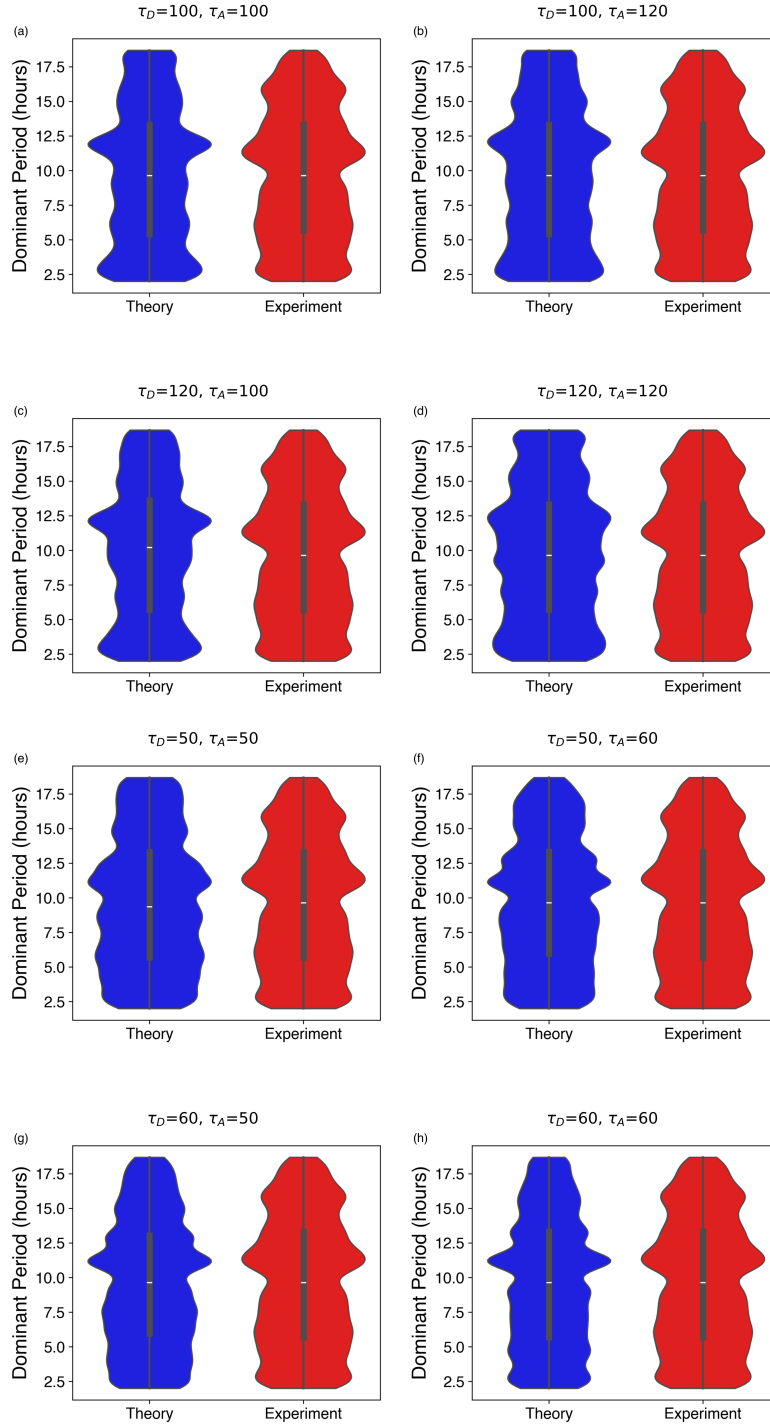 τD=100, τA=100
τD=100, τA=120
(a)
(b)
Dominant Period (hours)
17.5
15.0
12.5
10.0
7.5
5.0
2.5
Theory
Experiment
Dominant Period (hours)
17.5
15.0
12.5
10.0
7.5
5.0
2.5
Theory
Experiment
τD=120, τA=100
τD=120, τA=120
(c)
(d)
Dominant Period (hours)
17.5
15.0
12.5
10.0
7.5
5.0
2.5
Theory
Experiment
Dominant Period (hours)
17.5
15.0
12.5
10.0
7.5
5.0
2.5
Theory
Experiment
τD=50, τA=50
τD=50, τA=60
(e)
(f)
Dominant Period (hours)
17.5
15.0
12.5
10.0
7.5
5.0
2.5
Theory
Experiment
Dominant Period (hours)
17.5
15.0
12.5
10.0
7.5
5.0
2.5
Theory
Experiment
τD=60, τA=50
τD=60, τA=60
(g)
(h)
Dominant Period (hours)
17.5
15.0
12.5
10.0
7.5
5.0
2.5
Theory
Experiment
Dominant Period (hours)
17.5
15.0
12.5
10.0
7.5
5.0
2.5
Theory
Experiment